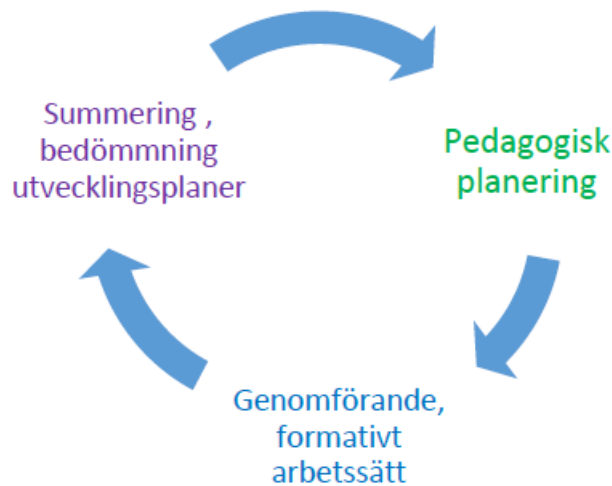 Summering ,
bedömmning
utvecklingsplaner
Pedagogisk
planering
Genomförande,
formativt
arbetssätt